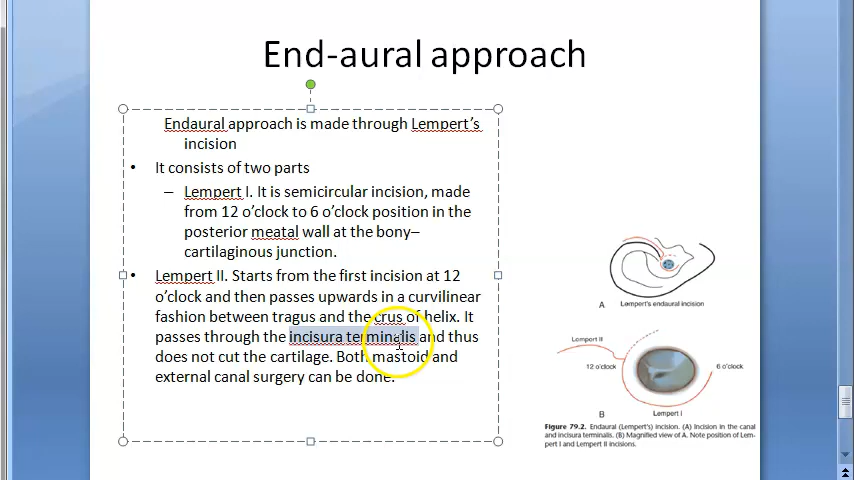 End-aural approach
Endaural approach is made through Lempert's
incision
• It consists of two parts
– Lempert I. It is semicircular incision, made
from 12 o'clock to 6 o'clock position in the
posterior meatal wall at the bony–
cartilaginous junction.
• Lempert II. Starts from the first incision at 12
o'clock and then passes upwards in a curvilinear
fashion between tragus and the crus of helix. It
passes through the incisura terminalis and thus
does not cut the cartilage. Both mastoid and
external canal surgery can be done.
A Lempert's endaural incision
Lempert II
12 o'clock
6 o'clock
B Lempert I
Figure 79.2. Endaural (Lempert's) incision. (A) Incision in the canal
and incisura terminalis. (B) Magnified view of A. Note position of Lem-
pert I and Lempert II incisions.